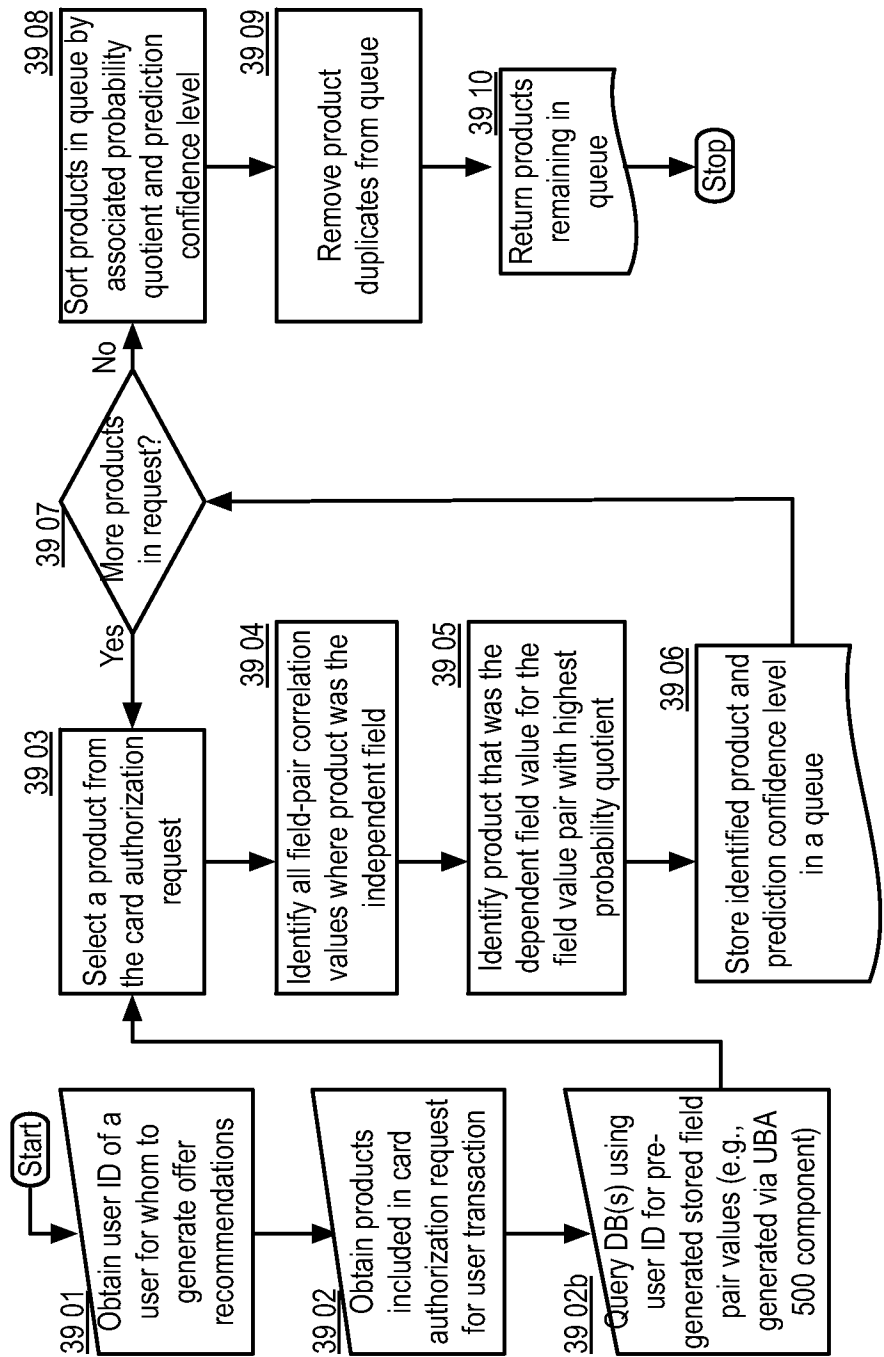 Start
39 01
Obtain user ID of a
user for whom to
generate offer
recommendations
39 02
Obtain products
included in card
authorization request
for user transaction
39 02b
Query DB(s) using
user ID for pre-
generated stored field
pair values (e.g.,
generated via UBA
500 component)
39 03
Select a product from
the card authorization
request
39 04
Identify all field-pair correlation
values where product was the
independent field
39 05
Identify product that was the
dependent field value for the
field value pair with highest
probability quotient
39 06
Store identified product and
prediction confidence level
in a queue
39 07
More products
in request?
Yes
No
39 08
Sort products in queue by
associated probability
quotient and prediction
confidence level
39 09
Remove product
duplicates from queue
39 10
Return products
remaining in
queue
Stop